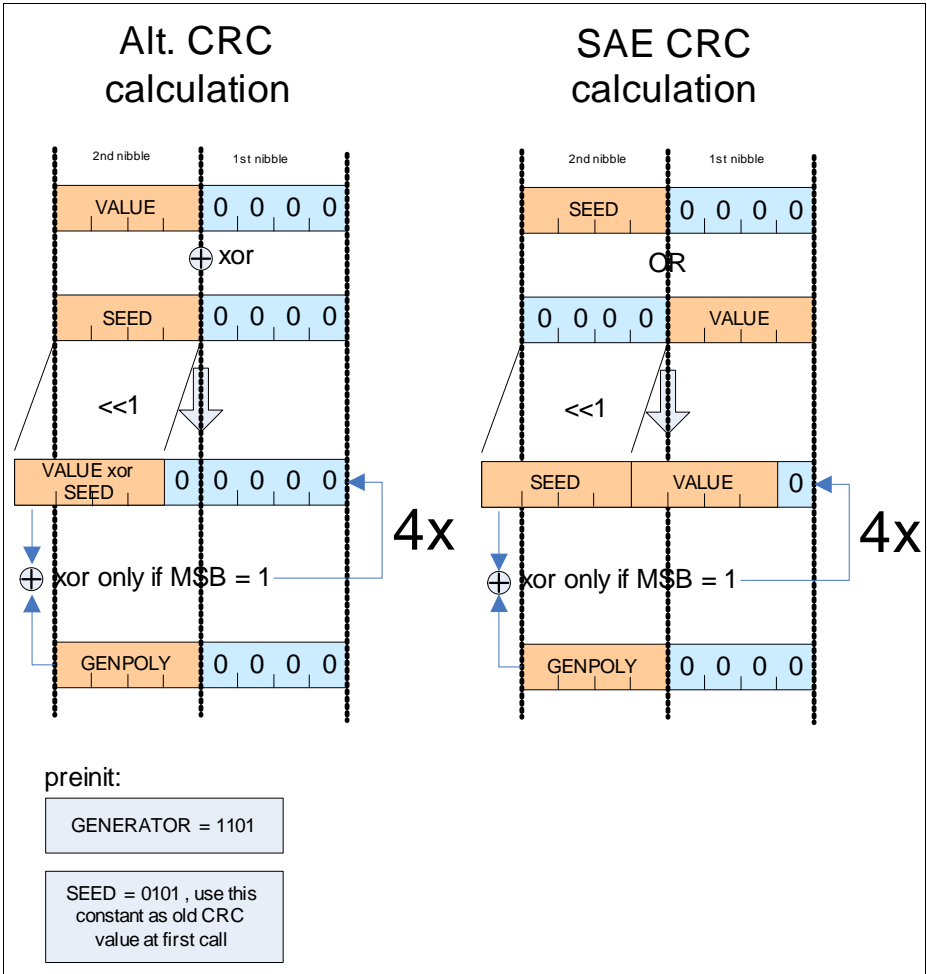 Alt. CRC
calculation
2nd nibble
1st nibble
VALUE
0 0 0 0
xor
SEED
0 0 0 0
<<1
VALUE xor
SEED
0 0 0 0 0
4x
xor only if MSB = 1
GENPOLY
0 0 0 0
preinit:
GENERATOR = 1101
SEED = 0101 , use this
constant as old CRC
value at first call
SAE CRC
calculation
2nd nibble
1st nibble
SEED
0 0 0 0
OR
0 0 0 0
VALUE
<<1
SEED
VALUE
0
4x
xor only if MSB = 1
GENPOLY
0 0 0 0